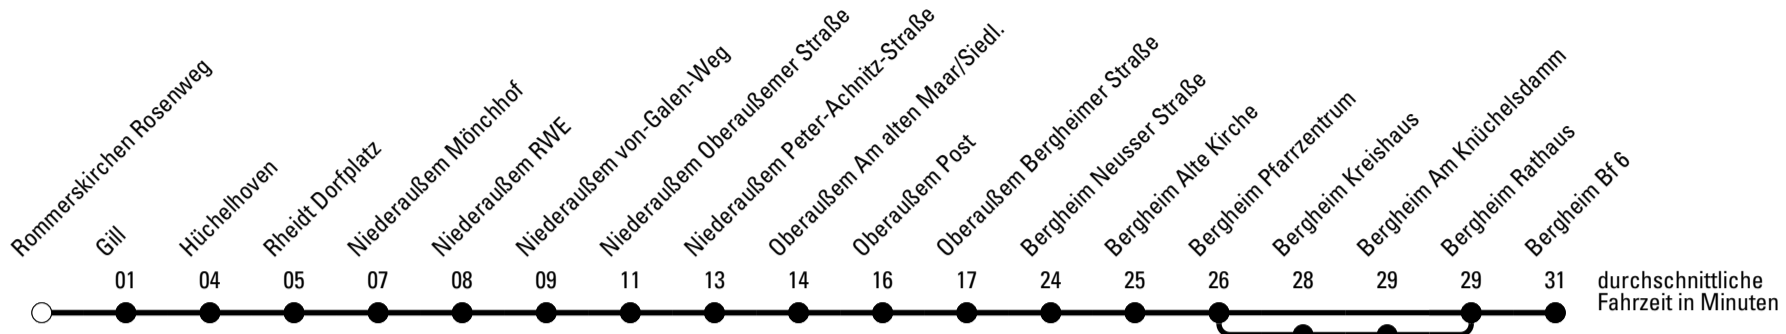 Rommerskirchen Rosenweg
Gill
Hüchelhoven
Rheidt Dorfplatz
Niederaußem Mönchhof
Niederaußem RWE
Niederaußem von-Galen-Weg
Niederaußem Oberaußemer Straße
Niederaußem Peter-Achnitz-Straße
Oberaußem Am alten Maar/Siedl.
Oberaußem Post
Oberaußem Bergheimer Straße
Bergheim Neusser Straße
Bergheim Alte Kirche
Bergheim Pfarrzentrum
Bergheim Kreishaus
Bergheim Am Knüchelsdamm
Bergheim Rathaus
Bergheim Bf 6
01 04 05 07 08 09 11 13 14 16 17 24 25 26 28 29 29 31
durchschnittliche
Fahrzeit in Minuten